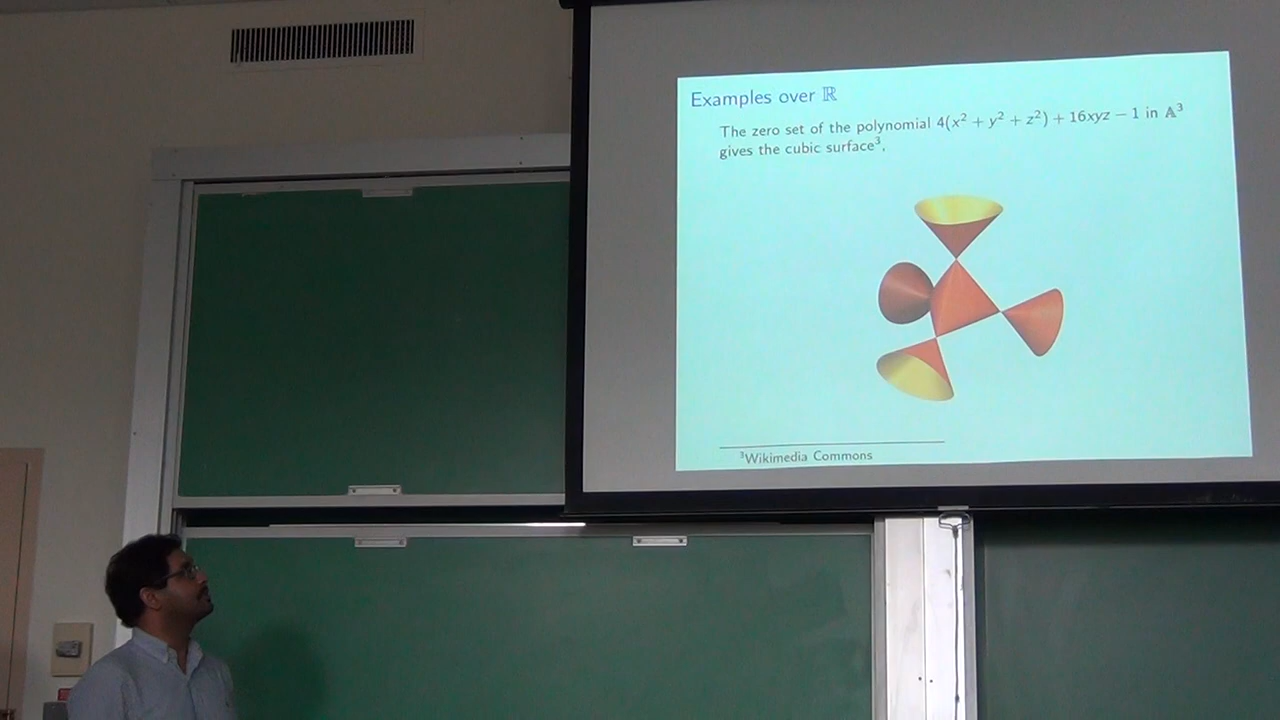 Examples over ℝ
The zero set of the polynomial 4(x² + y² + z²) + 16xyz − 1 in 𝔸³
gives the cubic surface³,
³Wikimedia Commons